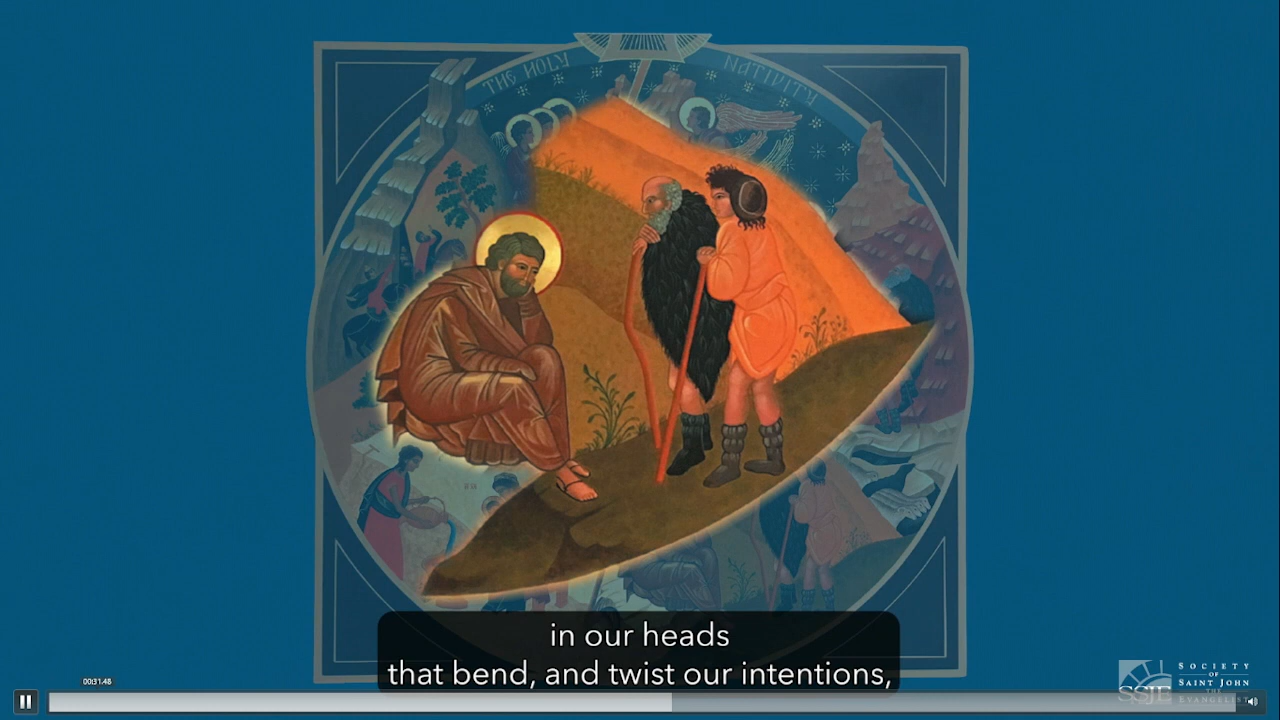 THE HOLY
NATIVITY
in our heads
that bend, and twist our intentions,
00:31.48
SSJE
SOCIETY
OF
SAINT JOHN
THE
EVANGELIST